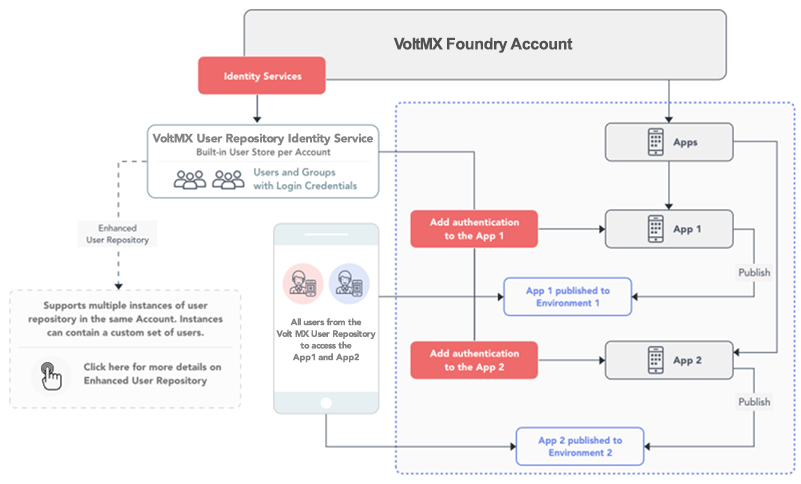 VoltMX Foundry Account
Identity Services
VoltMX User Repository Identity Service
Built-in User Store per Account
Users and Groups
with Login Credentials
Apps
Enhanced
User Repository
Add authentication
to the App 1
App 1
Publish
App 1 published to
Environment 1
Supports multiple instances of user
repository in the same Account. Instances
can contain a custom set of users.
Click here for more details on
Enhanced User Repository
All users from the
Volt MX User Repository
to access the
App1 and App2
Add authentication
to the App 2
App 2
Publish
App 2 published to
Environment 2